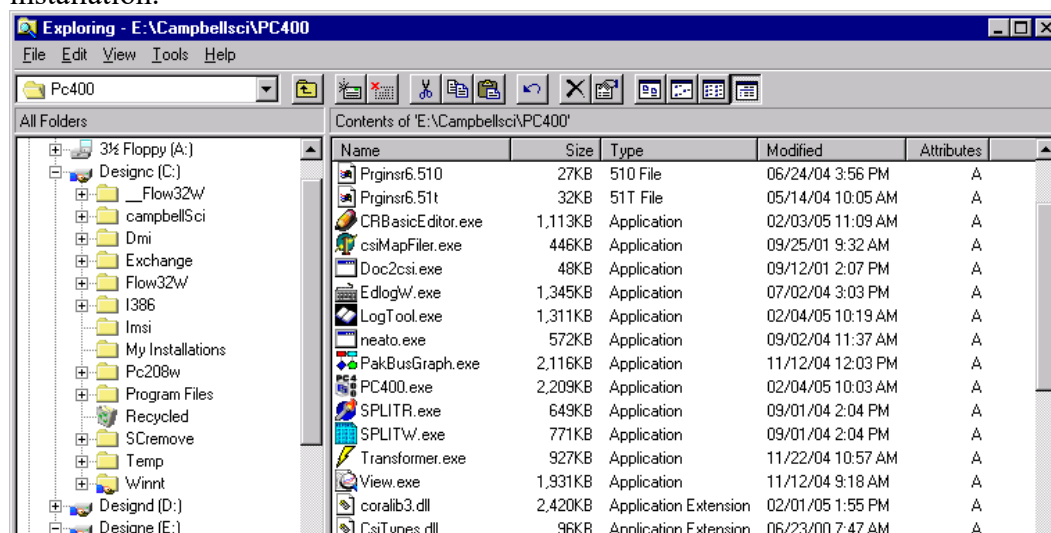 installation.
Exploring - E:\Campbellsci\PC400
File Edit View Tools Help
Pc400
All Folders Contents of 'E:\Campbellsci\PC400'
3½ Floppy (A:)
Designc (C:)
__Flow32W
campbellSci
Dmi
Exchange
Flow32W
I386
Imsi
My Installations
Pc208w
Program Files
Recycled
SCremove
Temp
Winnt
Designd (D:)
Designe (E:)
Name Size Type Modified Attributes
Prginsr6.510 27KB 510 File 06/24/04 3:56 PM A
Prginsr6.51t 32KB 51T File 05/14/04 10:05 AM A
CRBasicEditor.exe 1,113KB Application 02/03/05 11:09 AM A
csiMapFiler.exe 446KB Application 09/25/01 9:32 AM A
Doc2csi.exe 48KB Application 09/12/01 2:07 PM A
EdlogW.exe 1,345KB Application 07/02/04 3:03 PM A
LogTool.exe 1,311KB Application 02/04/05 10:19 AM A
neato.exe 572KB Application 09/02/04 11:37 AM A
PakBusGraph.exe 2,116KB Application 11/12/04 12:03 PM A
PC400.exe 2,209KB Application 02/04/05 10:03 AM A
SPLITR.exe 649KB Application 09/01/04 2:04 PM A
SPLITW.exe 771KB Application 09/01/04 2:04 PM A
Transformer.exe 927KB Application 11/22/04 10:57 AM A
View.exe 1,931KB Application 11/12/04 9:18 AM A
coralib3.dll 2,420KB Application Extension 02/01/05 1:55 PM A
CsiTypes.dll 96KB Application Extension 06/23/00 7:47 AM A